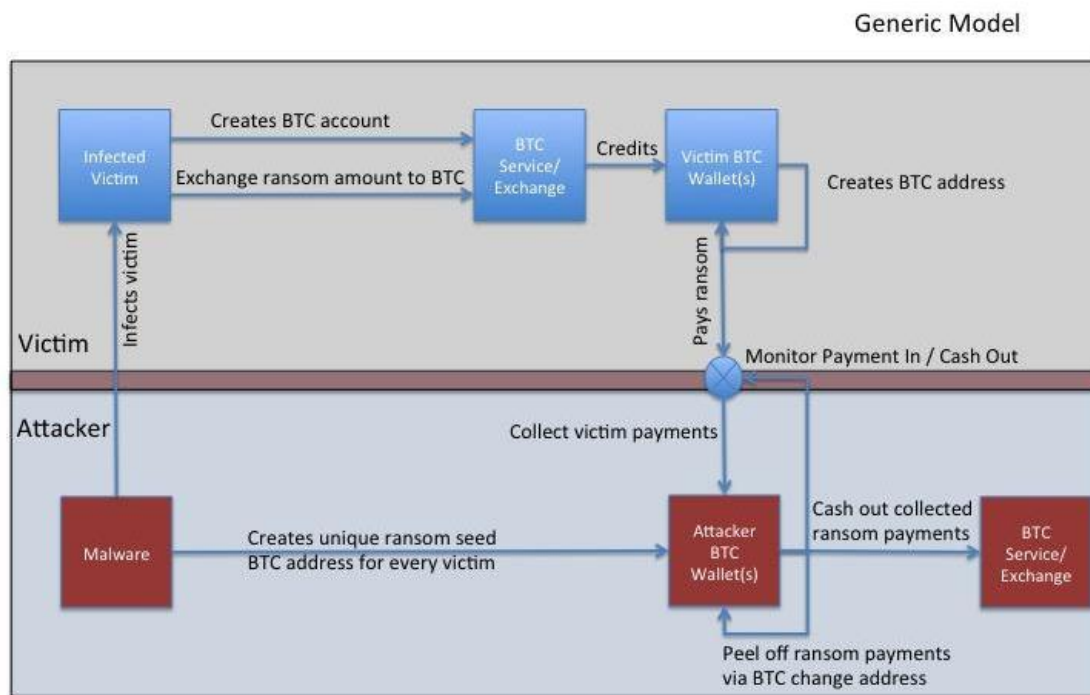 Generic Model
Creates BTC account
Infected
Victim
Exchange ransom amount to BTC
BTC
Service/
Exchange
Credits
Victim BTC
Wallet(s)
Creates BTC address
Infects victim
Pays ransom
Victim
Monitor Payment In / Cash Out
Attacker
Collect victim payments
Malware
Creates unique ransom seed
BTC address for every victim
Attacker
BTC
Wallet(s)
Cash out collected
ransom payments
BTC
Service/
Exchange
Peel off ransom payments
via BTC change address